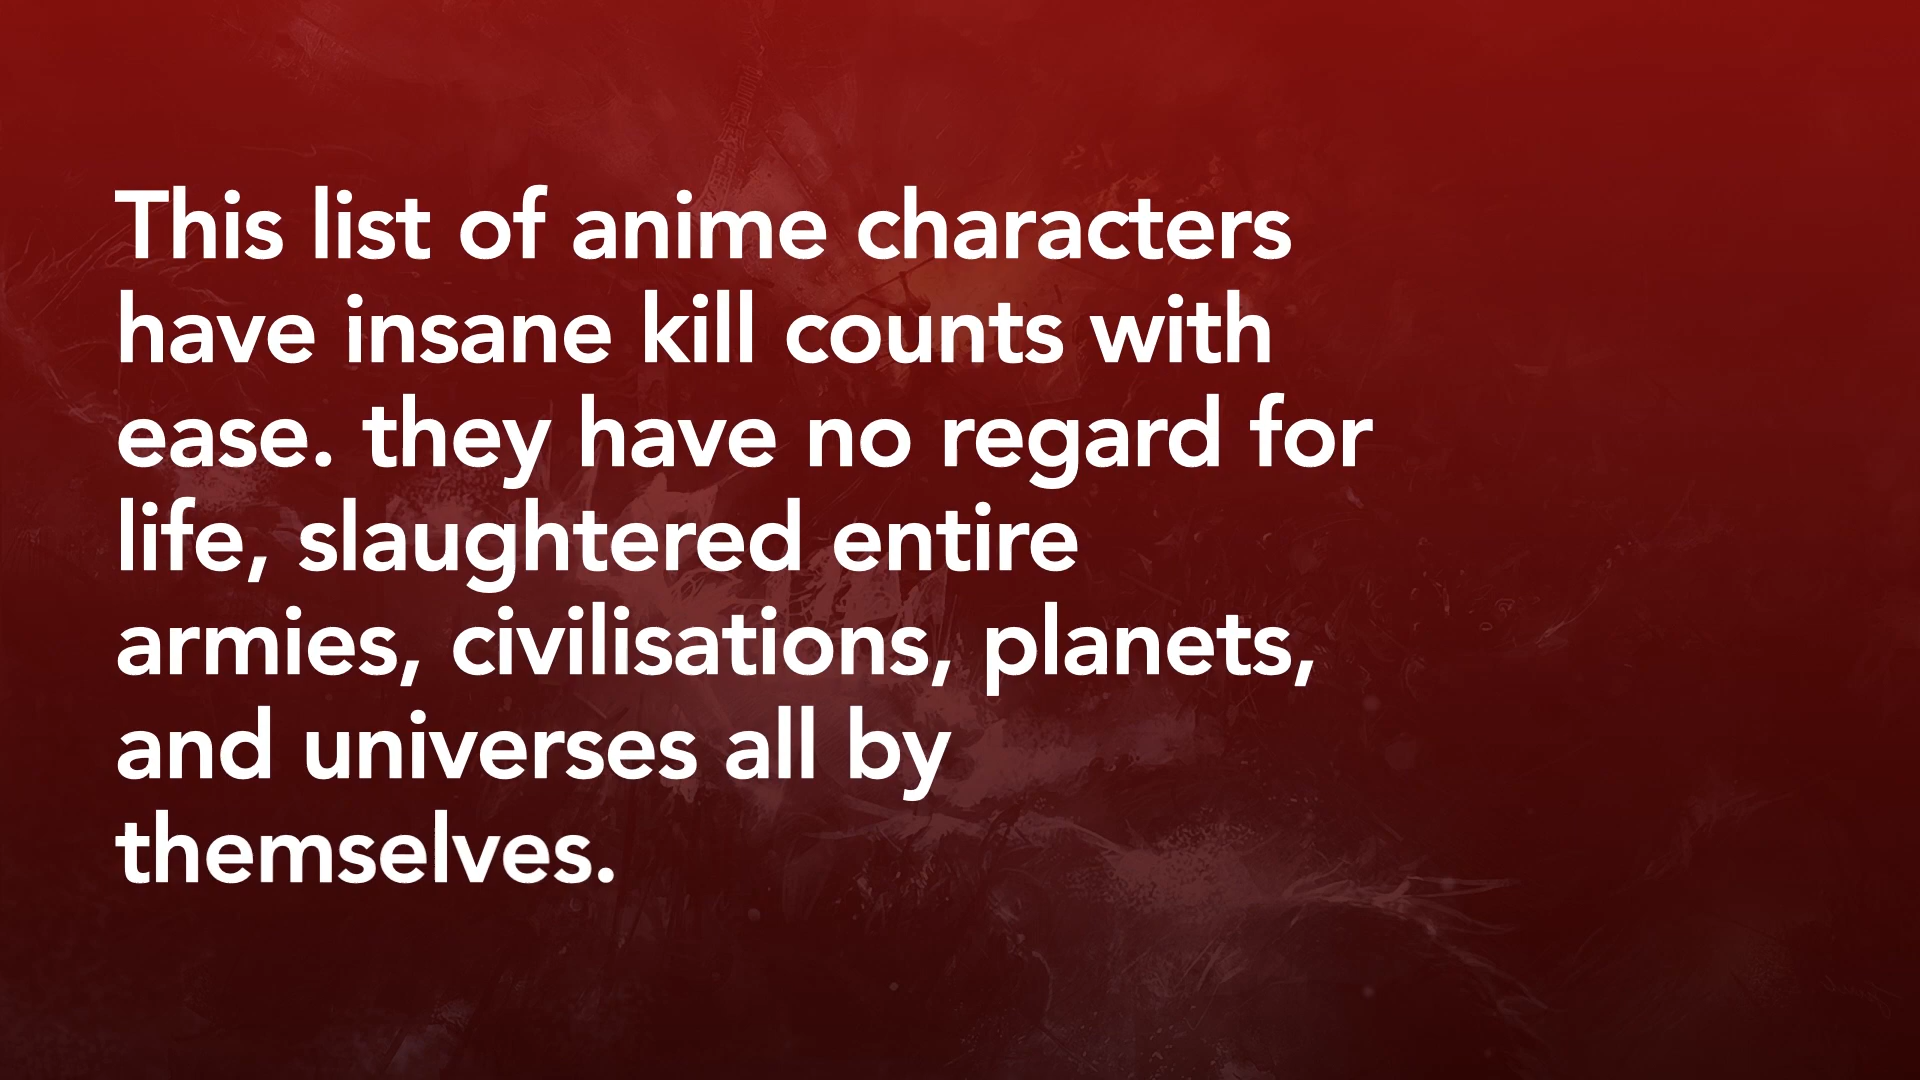 This list of anime characters
have insane kill counts with
ease. they have no regard for
life, slaughtered entire
armies, civilisations, planets,
and universes all by
themselves.